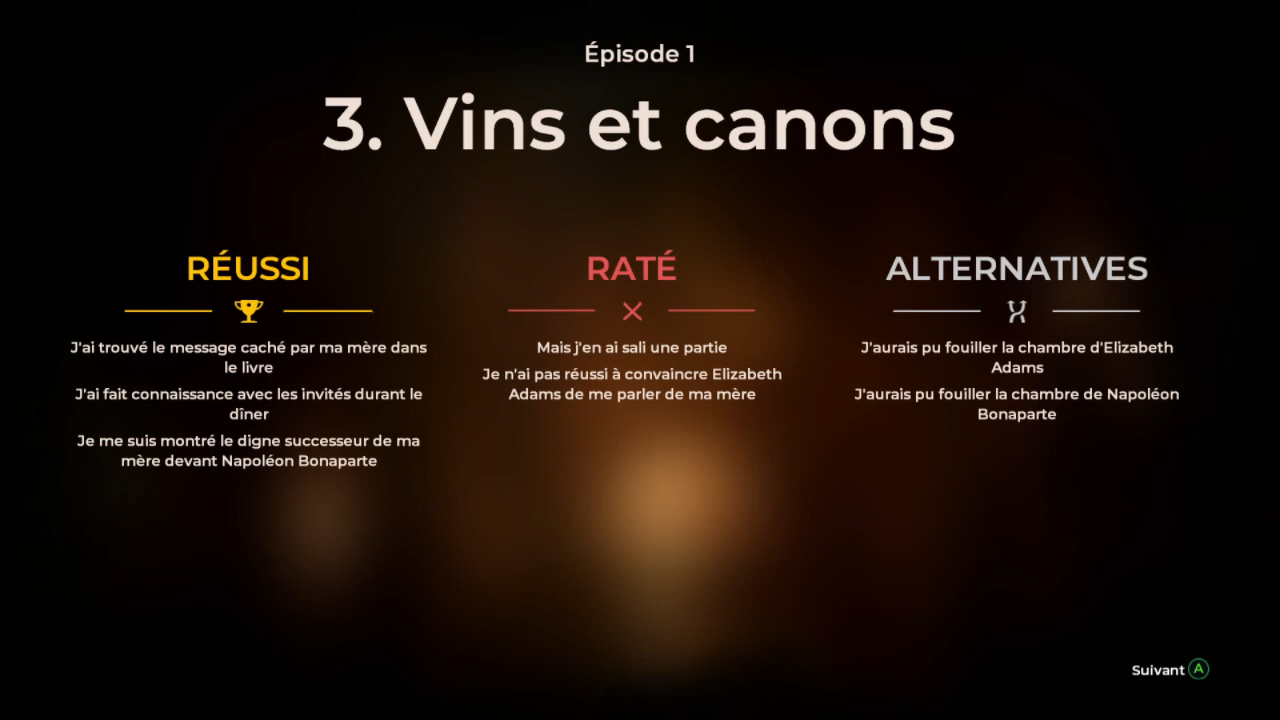 Épisode 1
3. Vins et canons
RÉUSSI
J'ai trouvé le message caché par ma mère dans
le livre
J'ai fait connaissance avec les invités durant le
dîner
Je me suis montré le digne successeur de ma
mère devant Napoléon Bonaparte
RATÉ
Mais j'en ai sali une partie
Je n'ai pas réussi à convaincre Elizabeth
Adams de me parler de ma mère
ALTERNATIVES
J'aurais pu fouiller la chambre d'Elizabeth
Adams
J'aurais pu fouiller la chambre de Napoléon
Bonaparte
Suivant A